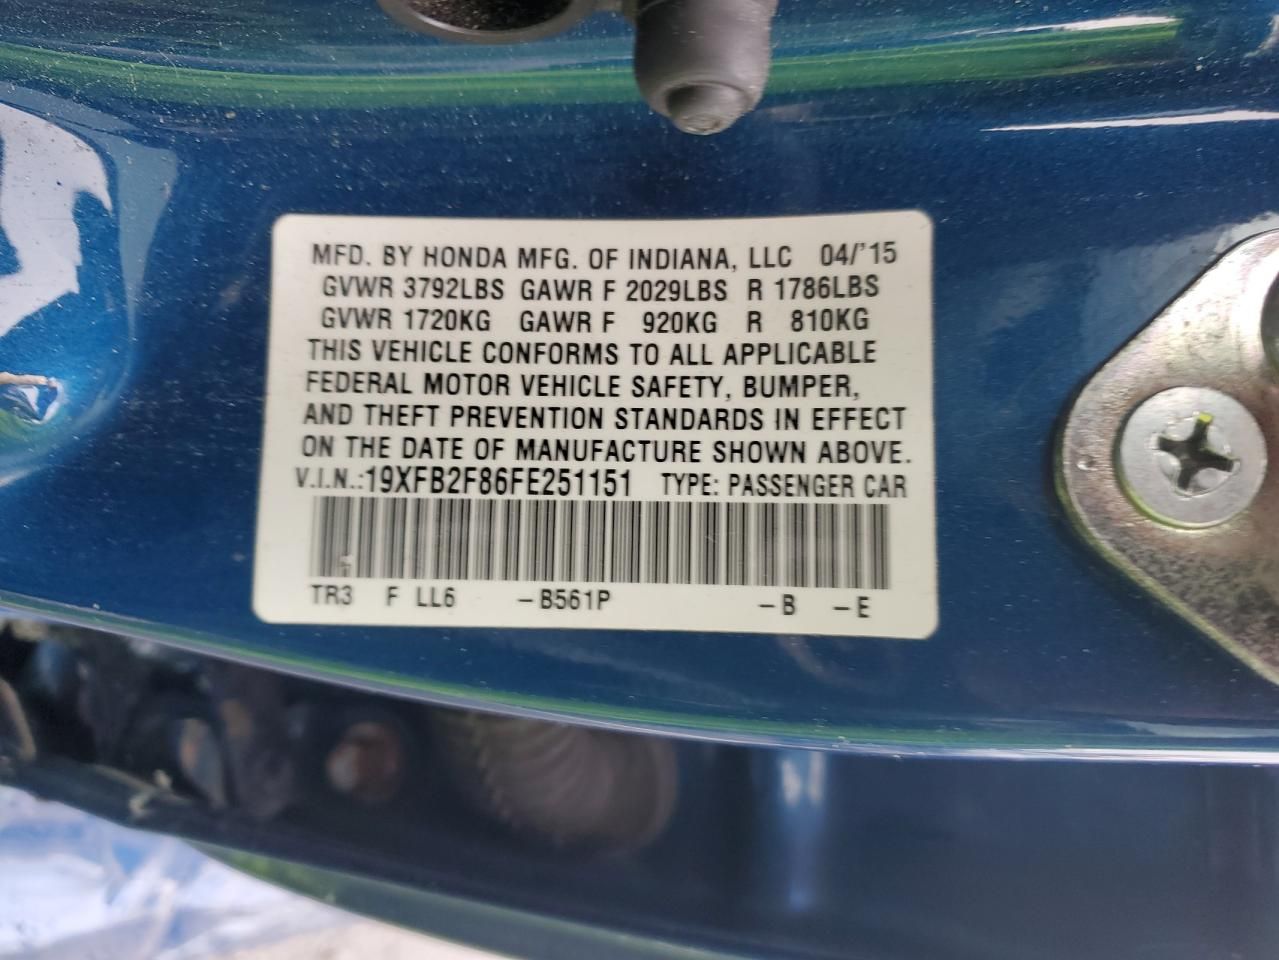 MFD. BY HONDA MFG. OF INDIANA, LLC 04/'15
GVWR 3792LBS GAWR F 2029LBS R 1786LBS
GVWR 1720KG GAWR F 920KG R 810KG
THIS VEHICLE CONFORMS TO ALL APPLICABLE
FEDERAL MOTOR VEHICLE SAFETY, BUMPER,
AND THEFT PREVENTION STANDARDS IN EFFECT
ON THE DATE OF MANUFACTURE SHOWN ABOVE.
V.I.N.:19XFB2F86FE251151 TYPE: PASSENGER CAR
TR3 F LL6 -B561P -B -E